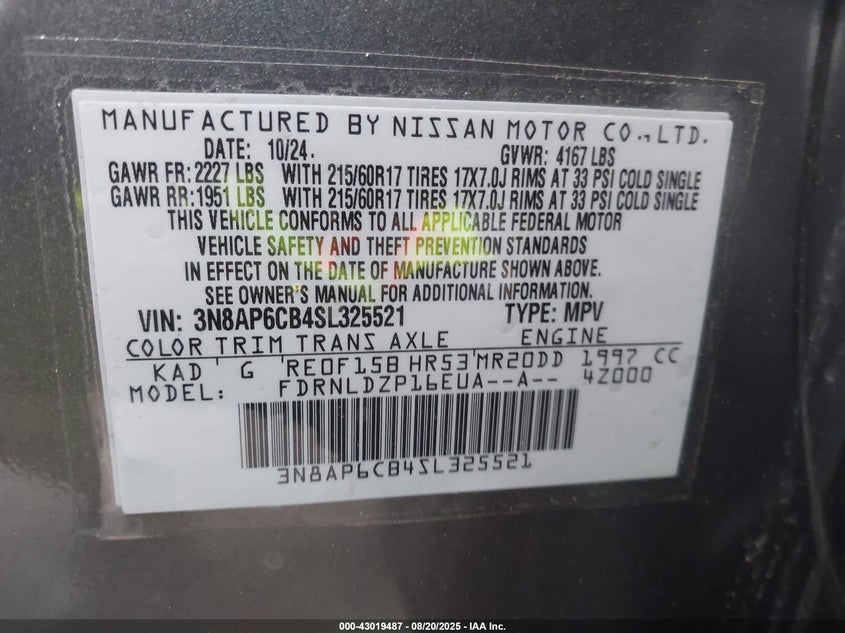 MANUFACTURED BY NISSAN MOTOR CO.,LTD.
DATE: 10/24. GVWR: 4167 LBS
GAWR FR: 2227 LBS WITH 215/60R17 TIRES 17X7.0J RIMS AT 33 PSI COLD SINGLE
GAWR RR: 1951 LBS WITH 215/60R17 TIRES 17X7.0J RIMS AT 33 PSI COLD SINGLE
THIS VEHICLE CONFORMS TO ALL APPLICABLE FEDERAL MOTOR
VEHICLE SAFETY AND THEFT PREVENTION STANDARDS
IN EFFECT ON THE DATE OF MANUFACTURE SHOWN ABOVE.
SEE OWNER'S MANUAL FOR ADDITIONAL INFORMATION.
VIN: 3N8AP6CB4SL325521 TYPE: MPV
COLOR TRIM TRANS AXLE ENGINE
KAD G RE0F15B HR53 MR20DD 1997 CC
MODEL: FDRNLDZP16EUA--A-- 4Z000
3N8AP6CB4SL325521
000-43019487 - 08/20/2025 - IAA Inc.